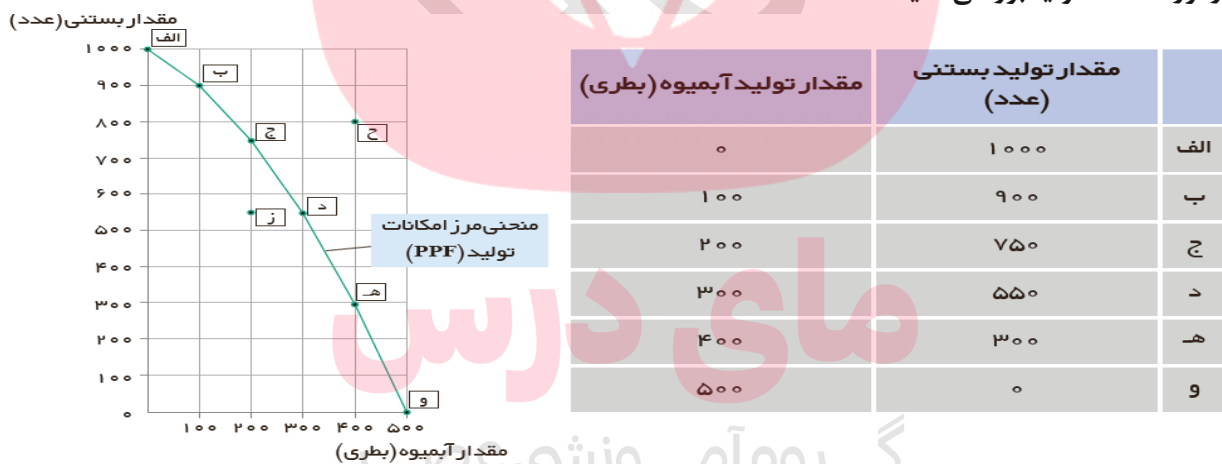 مقدار بستنی (عدد)
الف
ب
ج
ح
د
ز
هـ
و
۱۰۰۰
۹۰۰
۸۰۰
۷۰۰
۶۰۰
۵۰۰
۴۰۰
۳۰۰
۲۰۰
۱۰۰
۰
۱۰۰ ۲۰۰ ۳۰۰ ۴۰۰ ۵۰۰
مقدار آبمیوه (بطری)
منحنی مرز امکانات
تولید (PPF)
مقدار تولید بستنی
(عدد)
مقدار تولید آبمیوه (بطری)
الف ۱۰۰۰ ۰
ب ۹۰۰ ۱۰۰
ج ۷۵۰ ۲۰۰
د ۵۵۰ ۳۰۰
هـ ۳۰۰ ۴۰۰
و ۰ ۵۰۰
مای درس